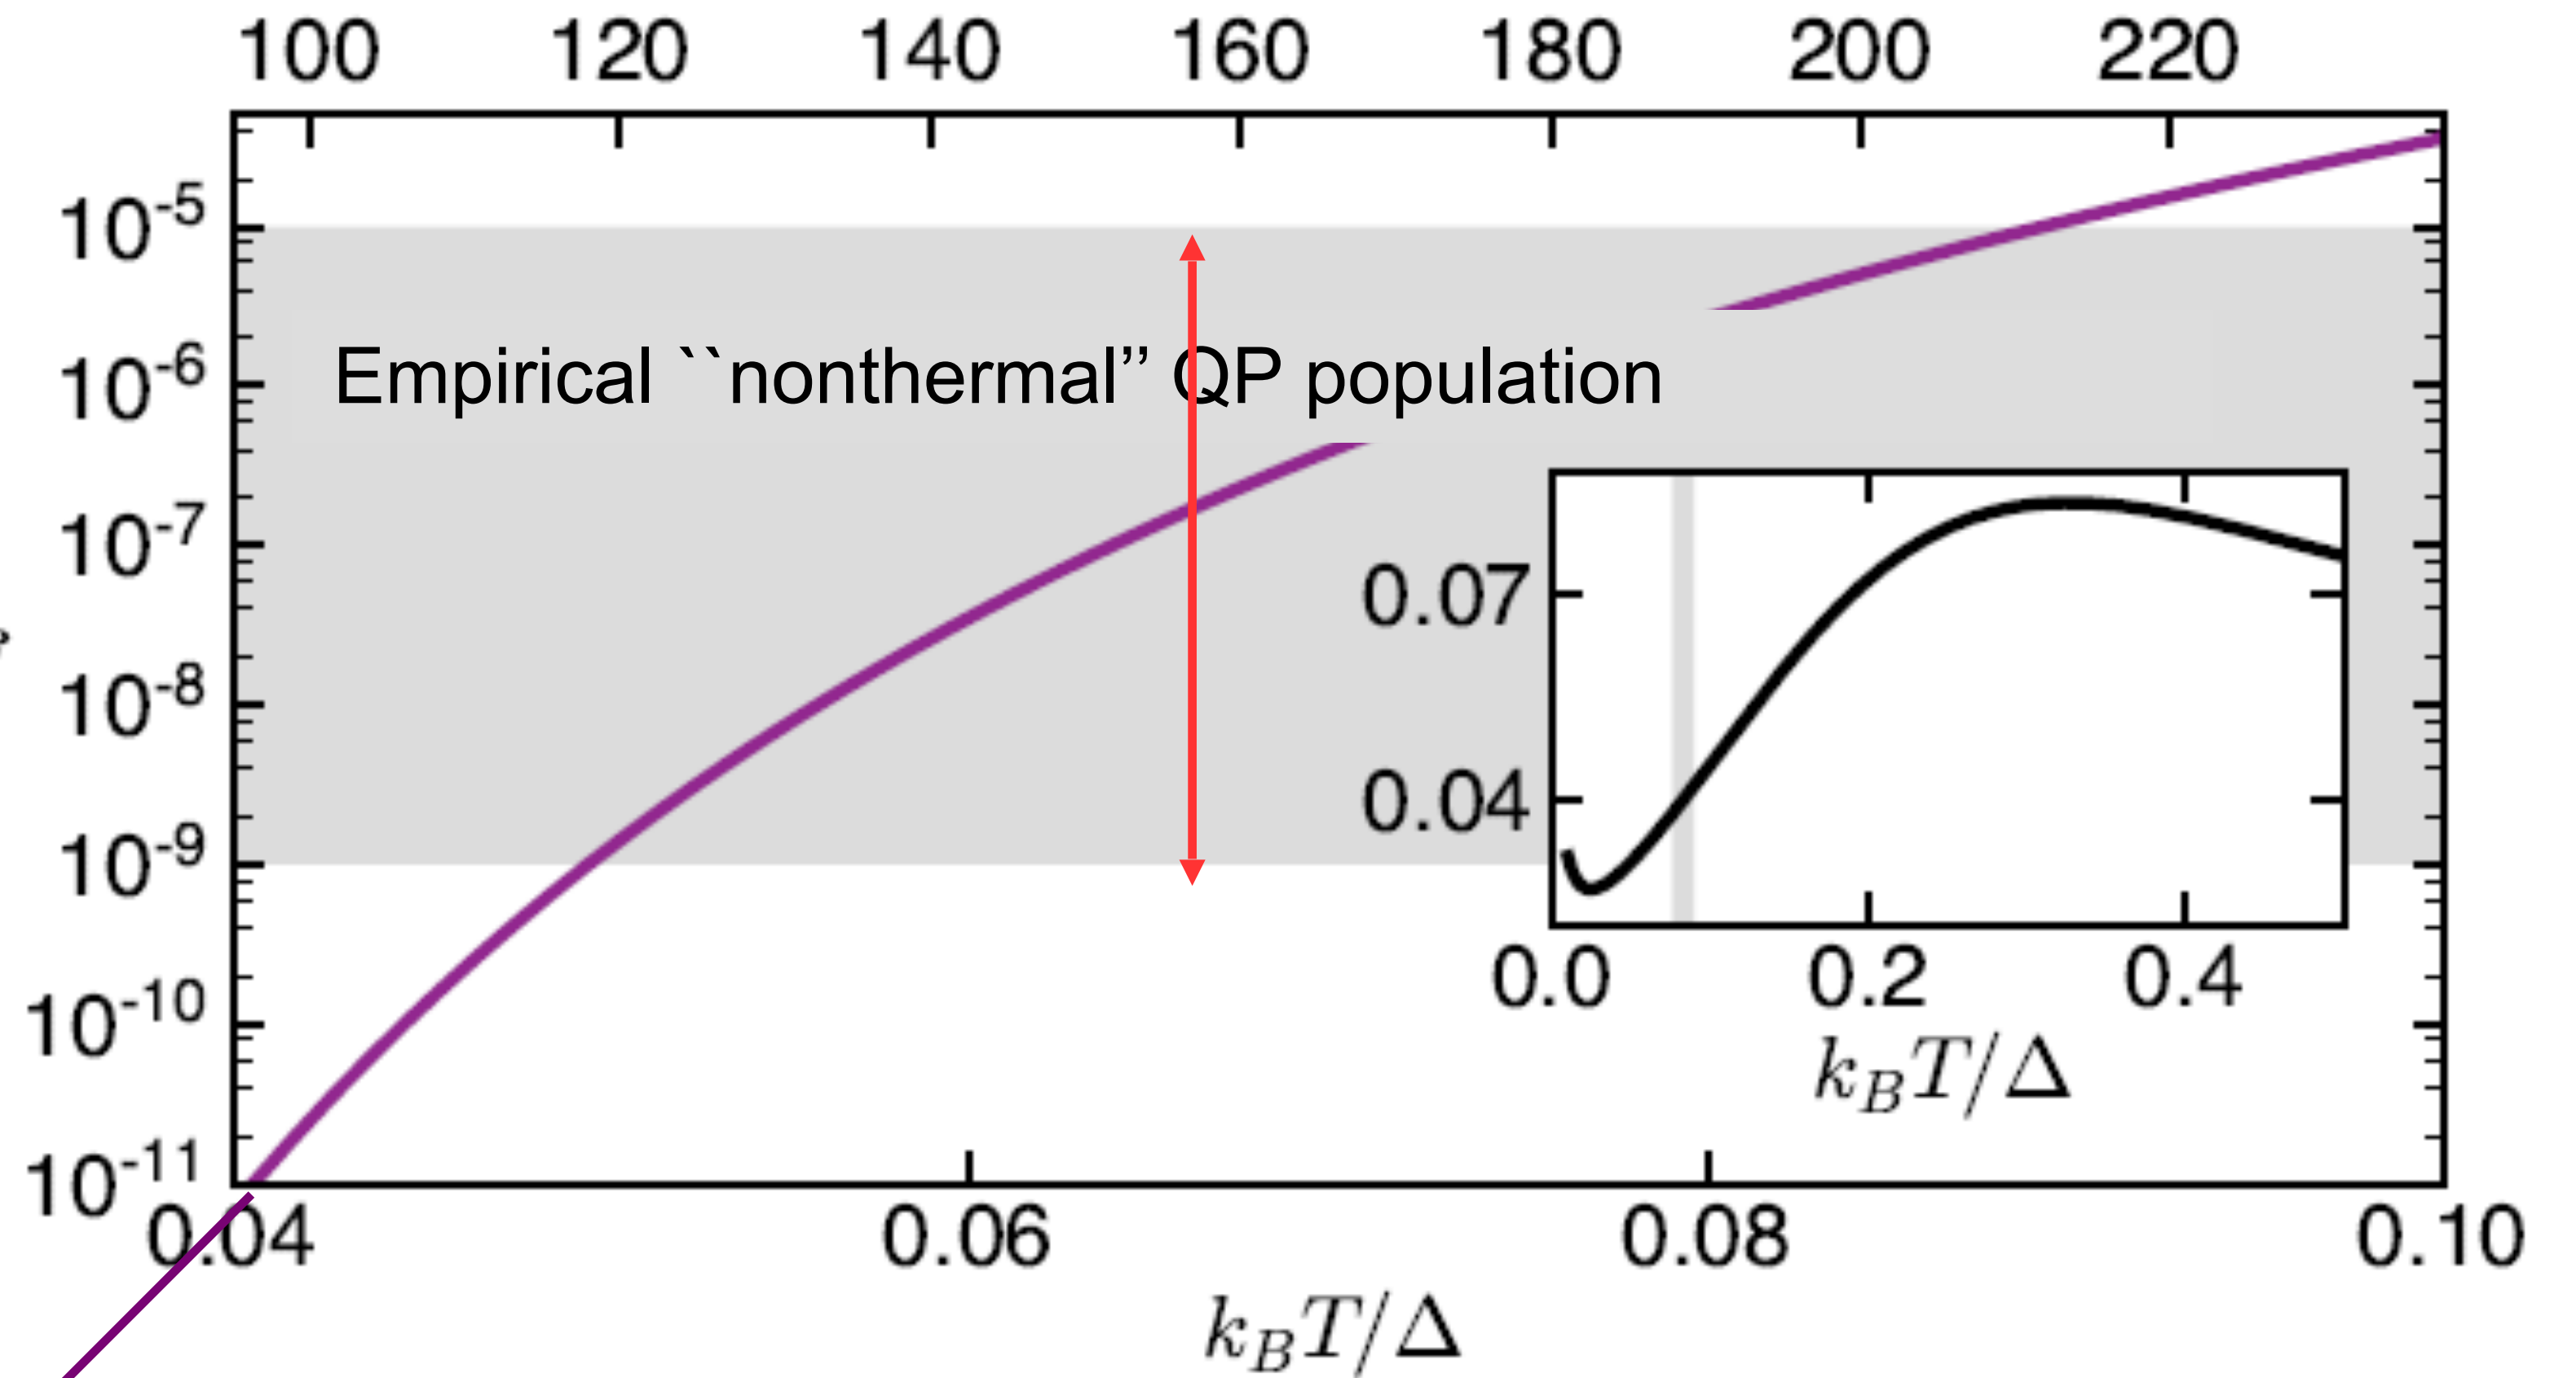 100 120 140 160 180 200 220
10^-5
Empirical ``nonthermal’’ QP population
10^-6
10^-7
10^-8
10^-9
10^-10
10^-11
0.07
0.04
0.0 0.2 0.4
k_B T/Δ
0.04 0.06 0.08 0.10
k_B T/Δ